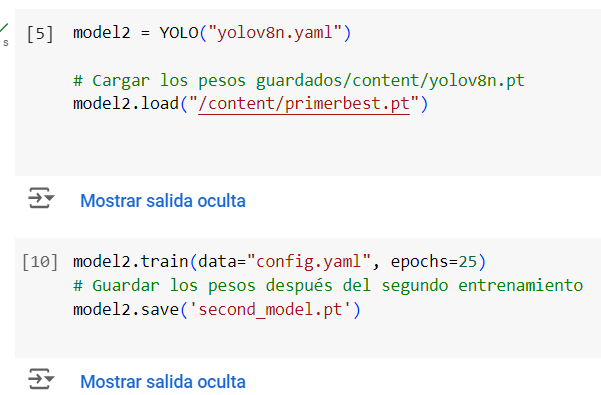 s
[5] model2 = YOLO("yolov8n.yaml")
# Cargar los pesos guardados/content/yolov8n.pt
model2.load("/content/primerbest.pt")
Mostrar salida oculta
[10] model2.train(data="config.yaml", epochs=25)
# Guardar los pesos después del segundo entrenamiento
model2.save('second_model.pt')
Mostrar salida oculta